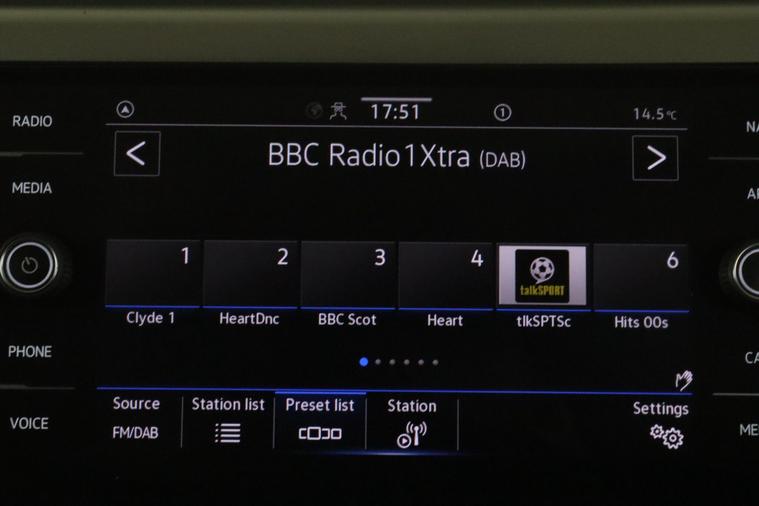 17:51
1
14.5°C
RADIO
MEDIA
PHONE
VOICE
BBC Radio 1Xtra (DAB)
1
2
3
4
talkSPORT
6
Clyde 1
HeartDnc
BBC Scot
Heart
tlkSPTSc
Hits 00s
Source
FM/DAB
Station list
Preset list
Station
Settings